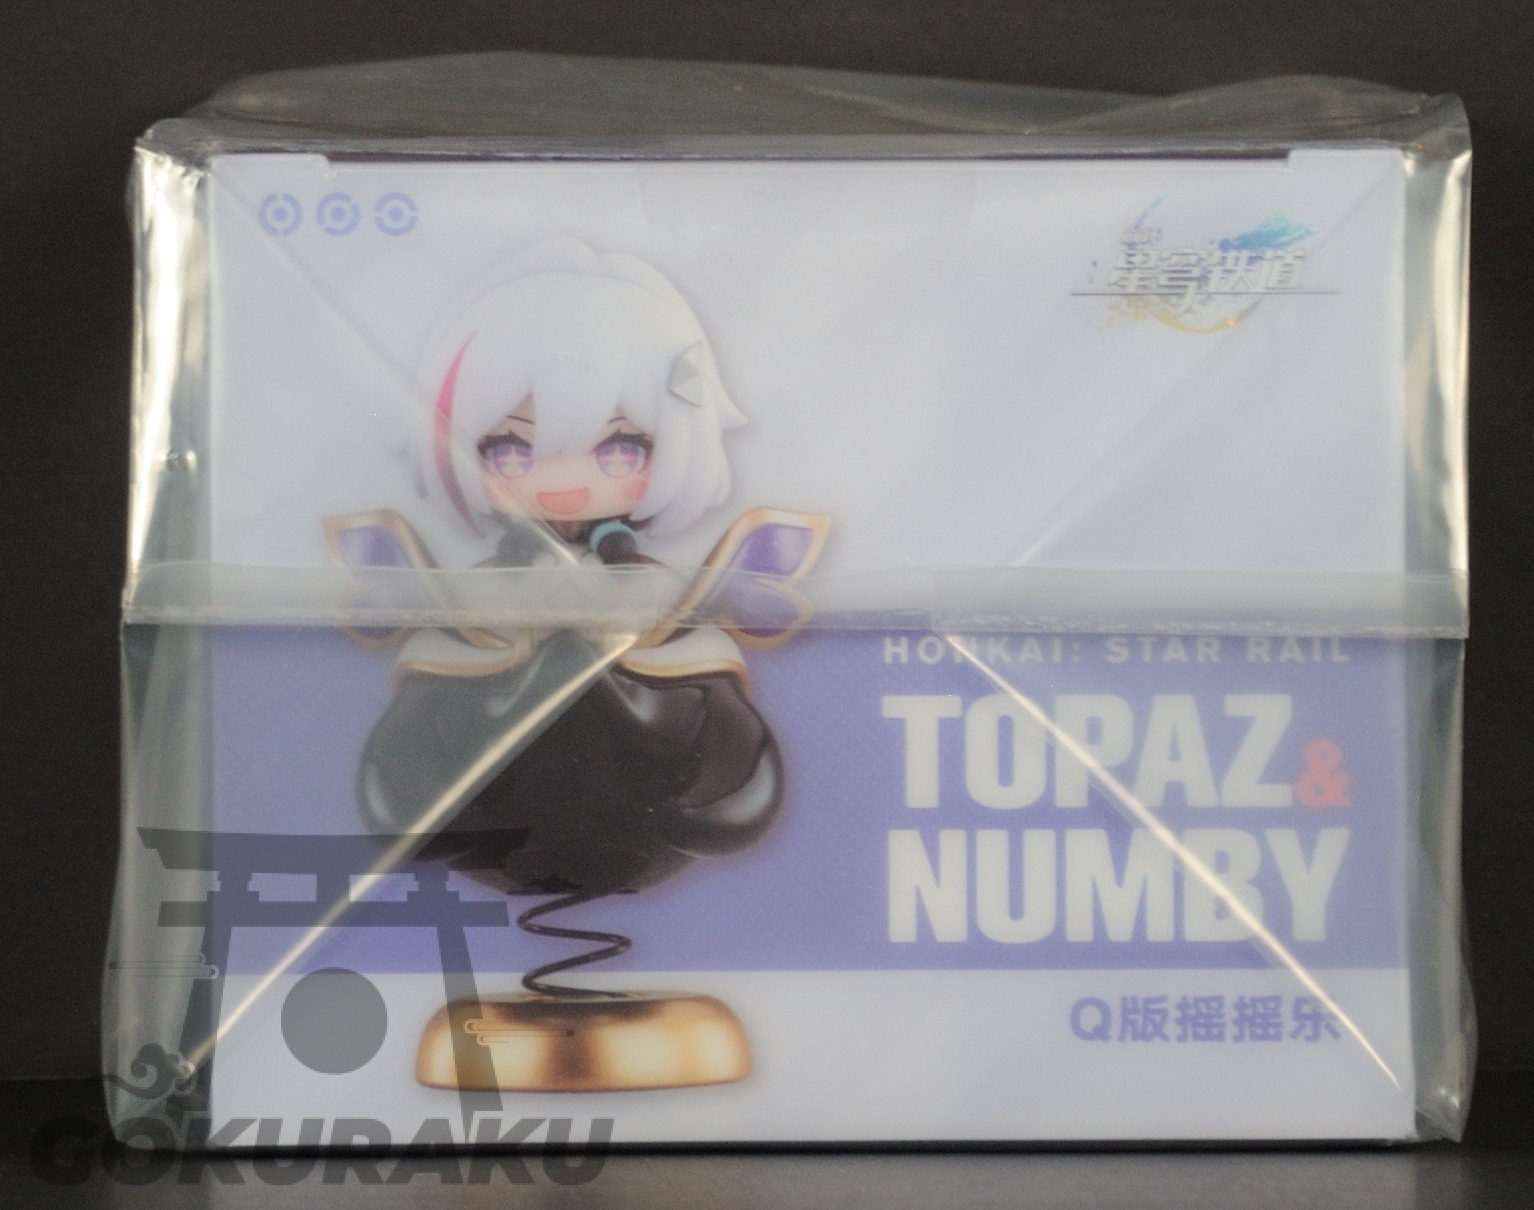 星穹铁道
HONKAI: STAR RAIL
TOPAZ &
NUMBY
Q版摇摇乐
GOKURAKU